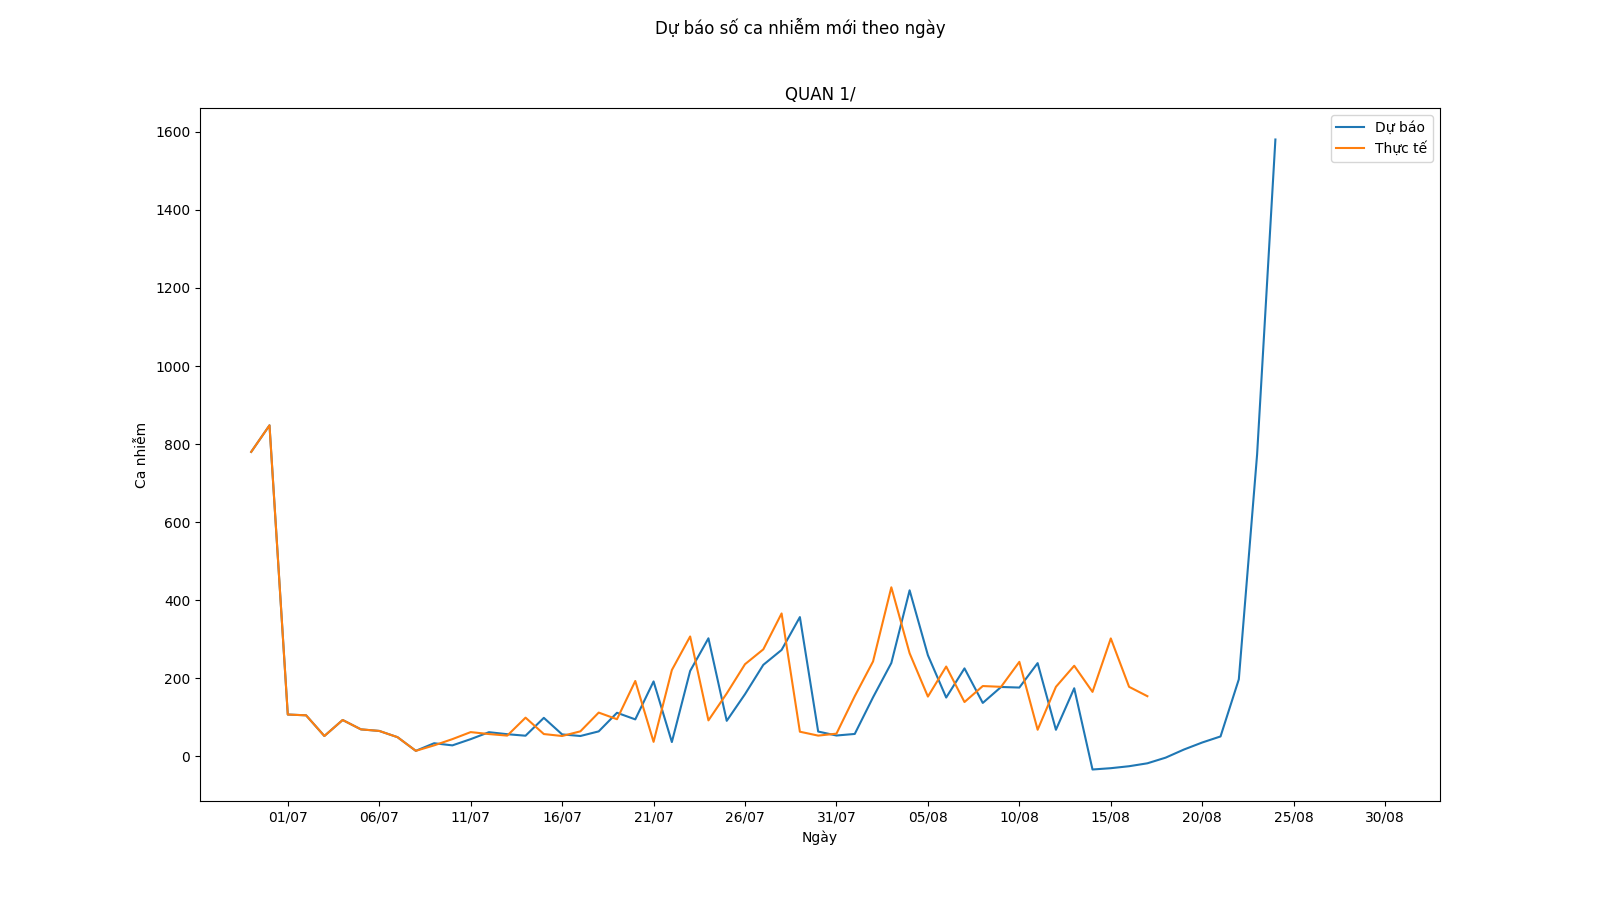 Dự báo số ca nhiễm mới theo ngày
QUAN 1/
Dự báo
Thực tế
1600
1400
1200
1000
800
600
400
200
0
Ca nhiễm
01/07 06/07 11/07 16/07 21/07 26/07 31/07 05/08 10/08 15/08 20/08 25/08 30/08
Ngày